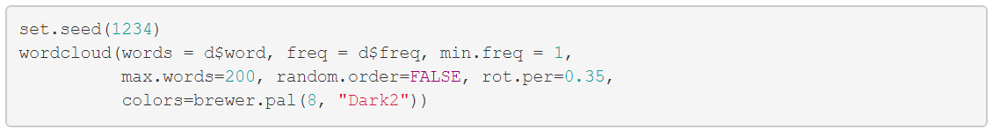 set.seed(1234)
wordcloud(words = d$word, freq = d$freq, min.freq = 1,
          max.words=200, random.order=FALSE, rot.per=0.35,
          colors=brewer.pal(8, "Dark2"))